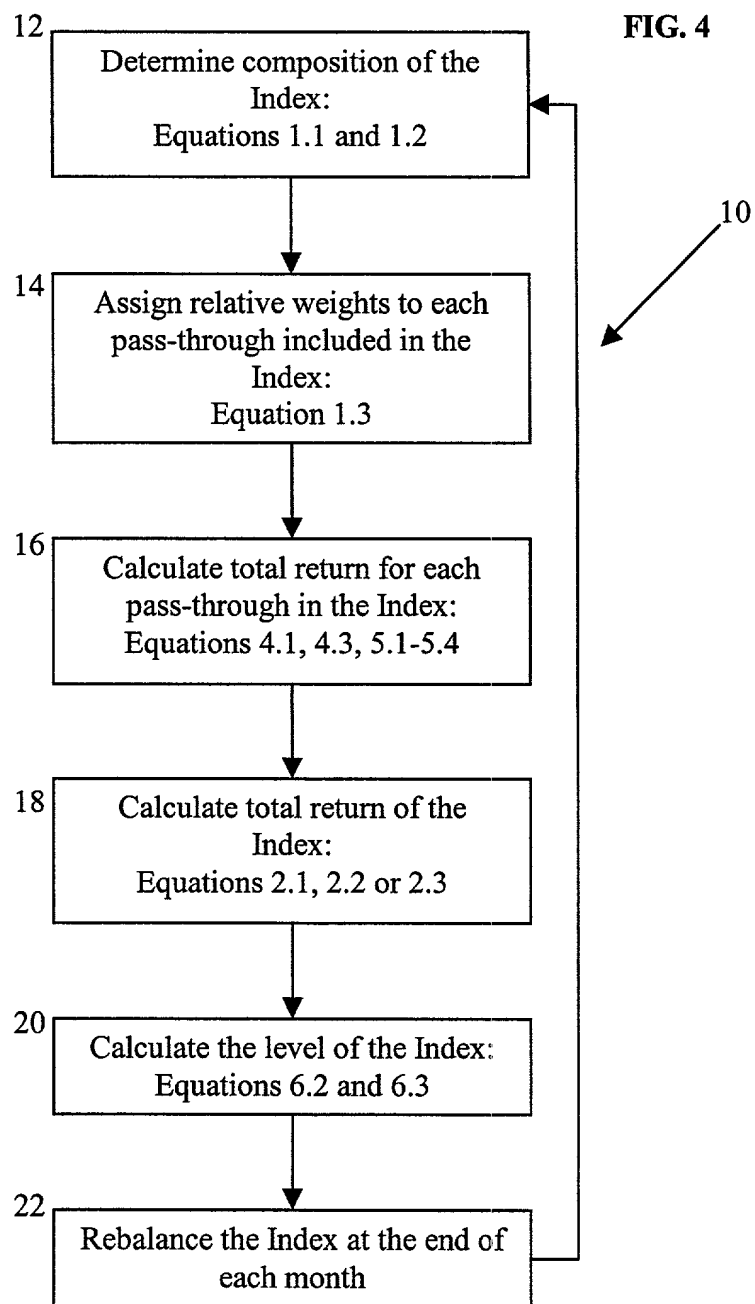 FIG. 4
12
Determine composition of the
Index:
Equations 1.1 and 1.2
10
14
Assign relative weights to each
pass-through included in the
Index:
Equation 1.3
16
Calculate total return for each
pass-through in the Index:
Equations 4.1, 4.3, 5.1-5.4
18
Calculate total return of the
Index:
Equations 2.1, 2.2 or 2.3
20
Calculate the level of the Index:
Equations 6.2 and 6.3
22
Rebalance the Index at the end of
each month